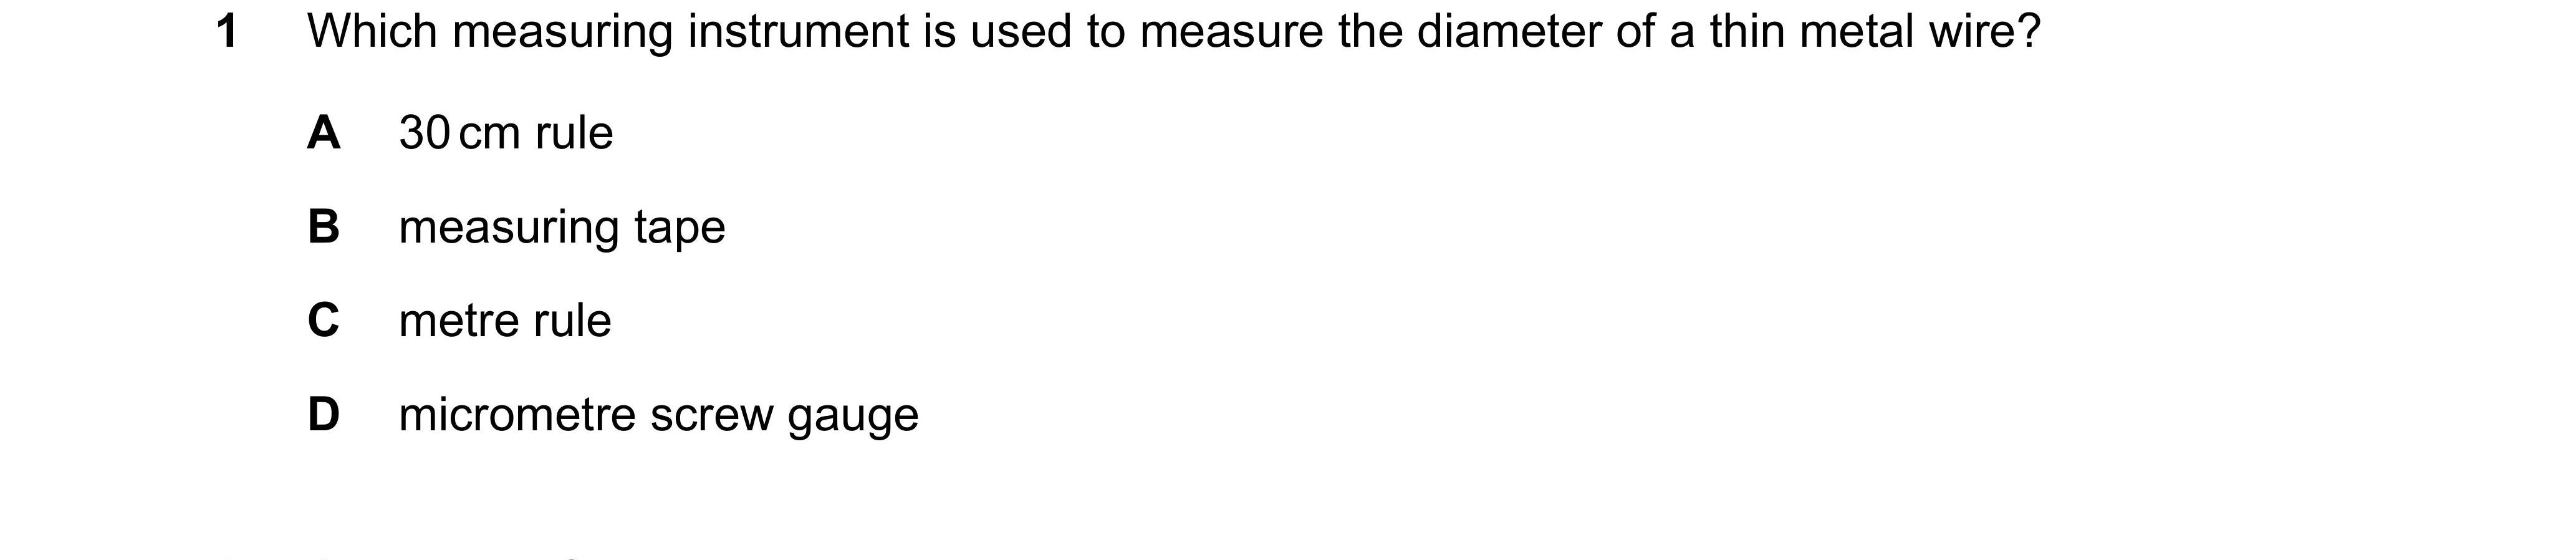 1 Which measuring instrument is used to measure the diameter of a thin metal wire?
A 30 cm rule
B measuring tape
C metre rule
D micrometre screw gauge